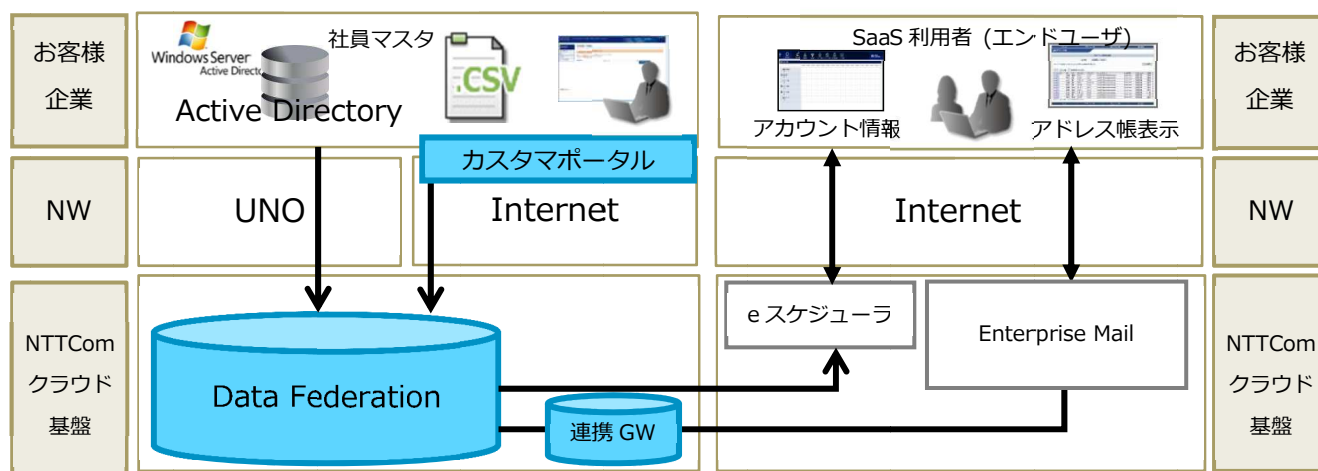 お客様
企業
Windows Server
Active Direct
社員マスタ
.CSV
Active Directory
カスタマポータル
SaaS 利用者 (エンドユーザ)
アカウント情報
アドレス帳表示
お客様
企業
NW
UNO
Internet
Internet
NW
NTTCom
クラウド
基盤
Data Federation
連携 GW
e スケジューラ
Enterprise Mail
NTTCom
クラウド
基盤